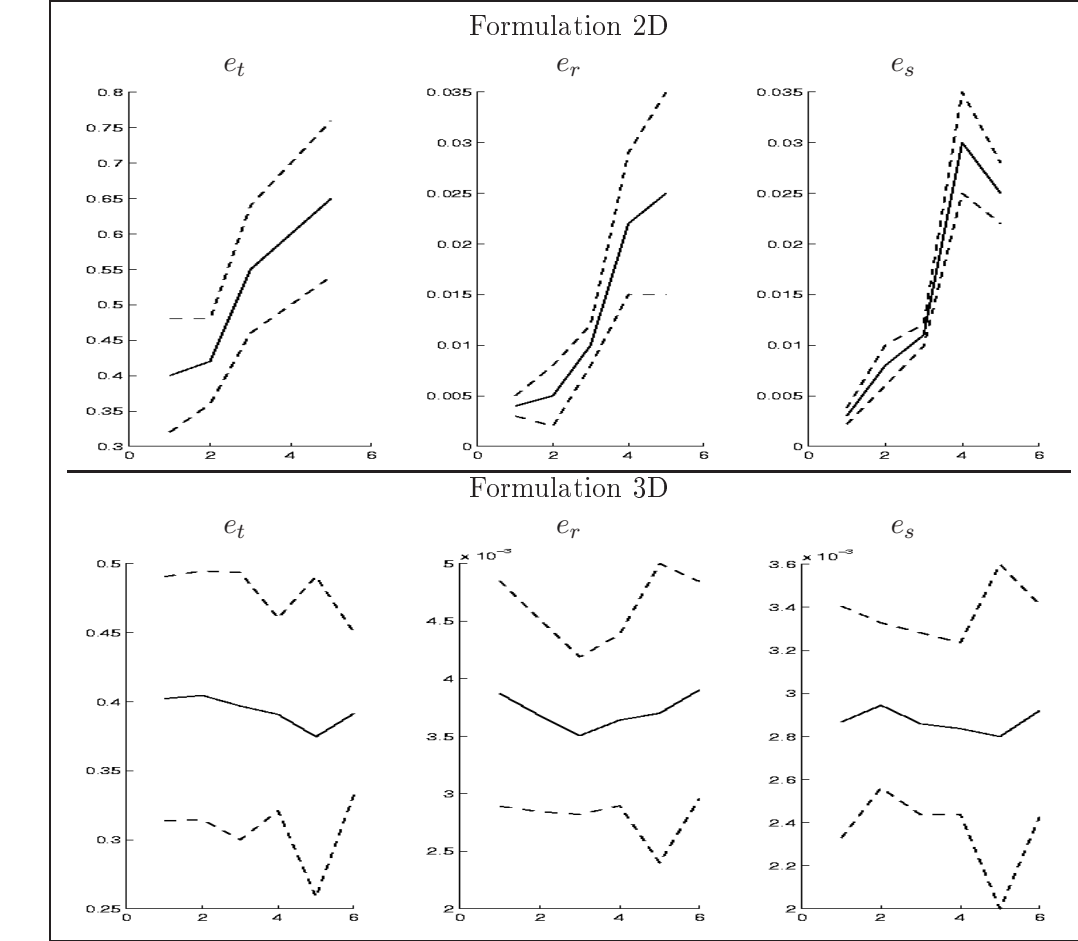 Formulation 2D
e_t e_r e_s
0.8 0.75 0.7 0.65 0.6 0.55 0.5 0.45 0.4 0.35 0.3
0 2 4 6
0.035 0.03 0.025 0.02 0.015 0.01 0.005 0
0 2 4 6
0.035 0.03 0.025 0.02 0.015 0.01 0.005 0
0 2 4 6
Formulation 3D
e_t e_r e_s
0.5 0.45 0.4 0.35 0.3 0.25
0 2 4 6
x 10⁻³
5 4.5 4 3.5 3 2.5 2
0 2 4 6
x 10⁻³
3.6 3.4 3.2 3 2.8 2.6 2.4 2.2 2
0 2 4 6